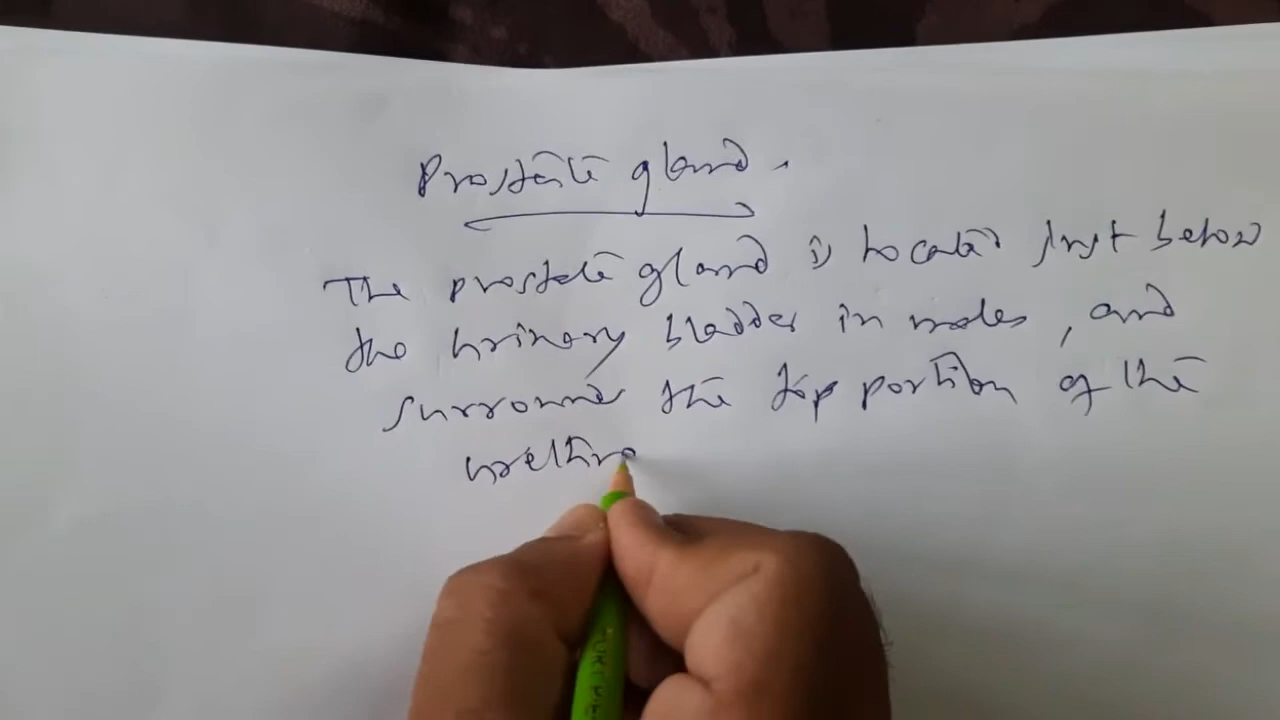 Prostate gland.
The prostate gland is located just below
the urinary bladder in males, and
surrounds the top portion of the
urethra